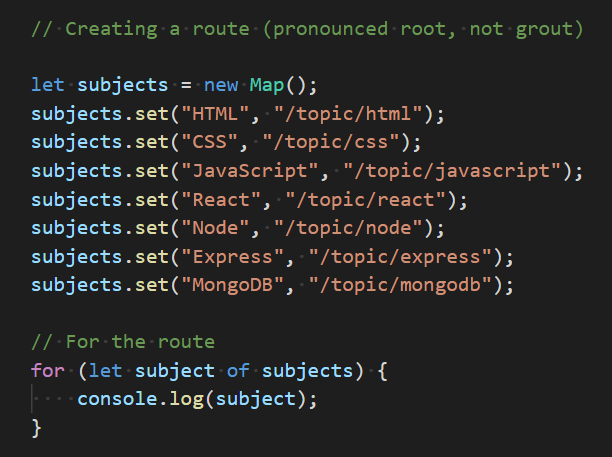 // Creating a route (pronounced root, not grout)
let subjects = new Map();
subjects.set("HTML", "/topic/html");
subjects.set("CSS", "/topic/css");
subjects.set("JavaScript", "/topic/javascript");
subjects.set("React", "/topic/react");
subjects.set("Node", "/topic/node");
subjects.set("Express", "/topic/express");
subjects.set("MongoDB", "/topic/mongodb");
// For the route
for (let subject of subjects) {
    console.log(subject);
}